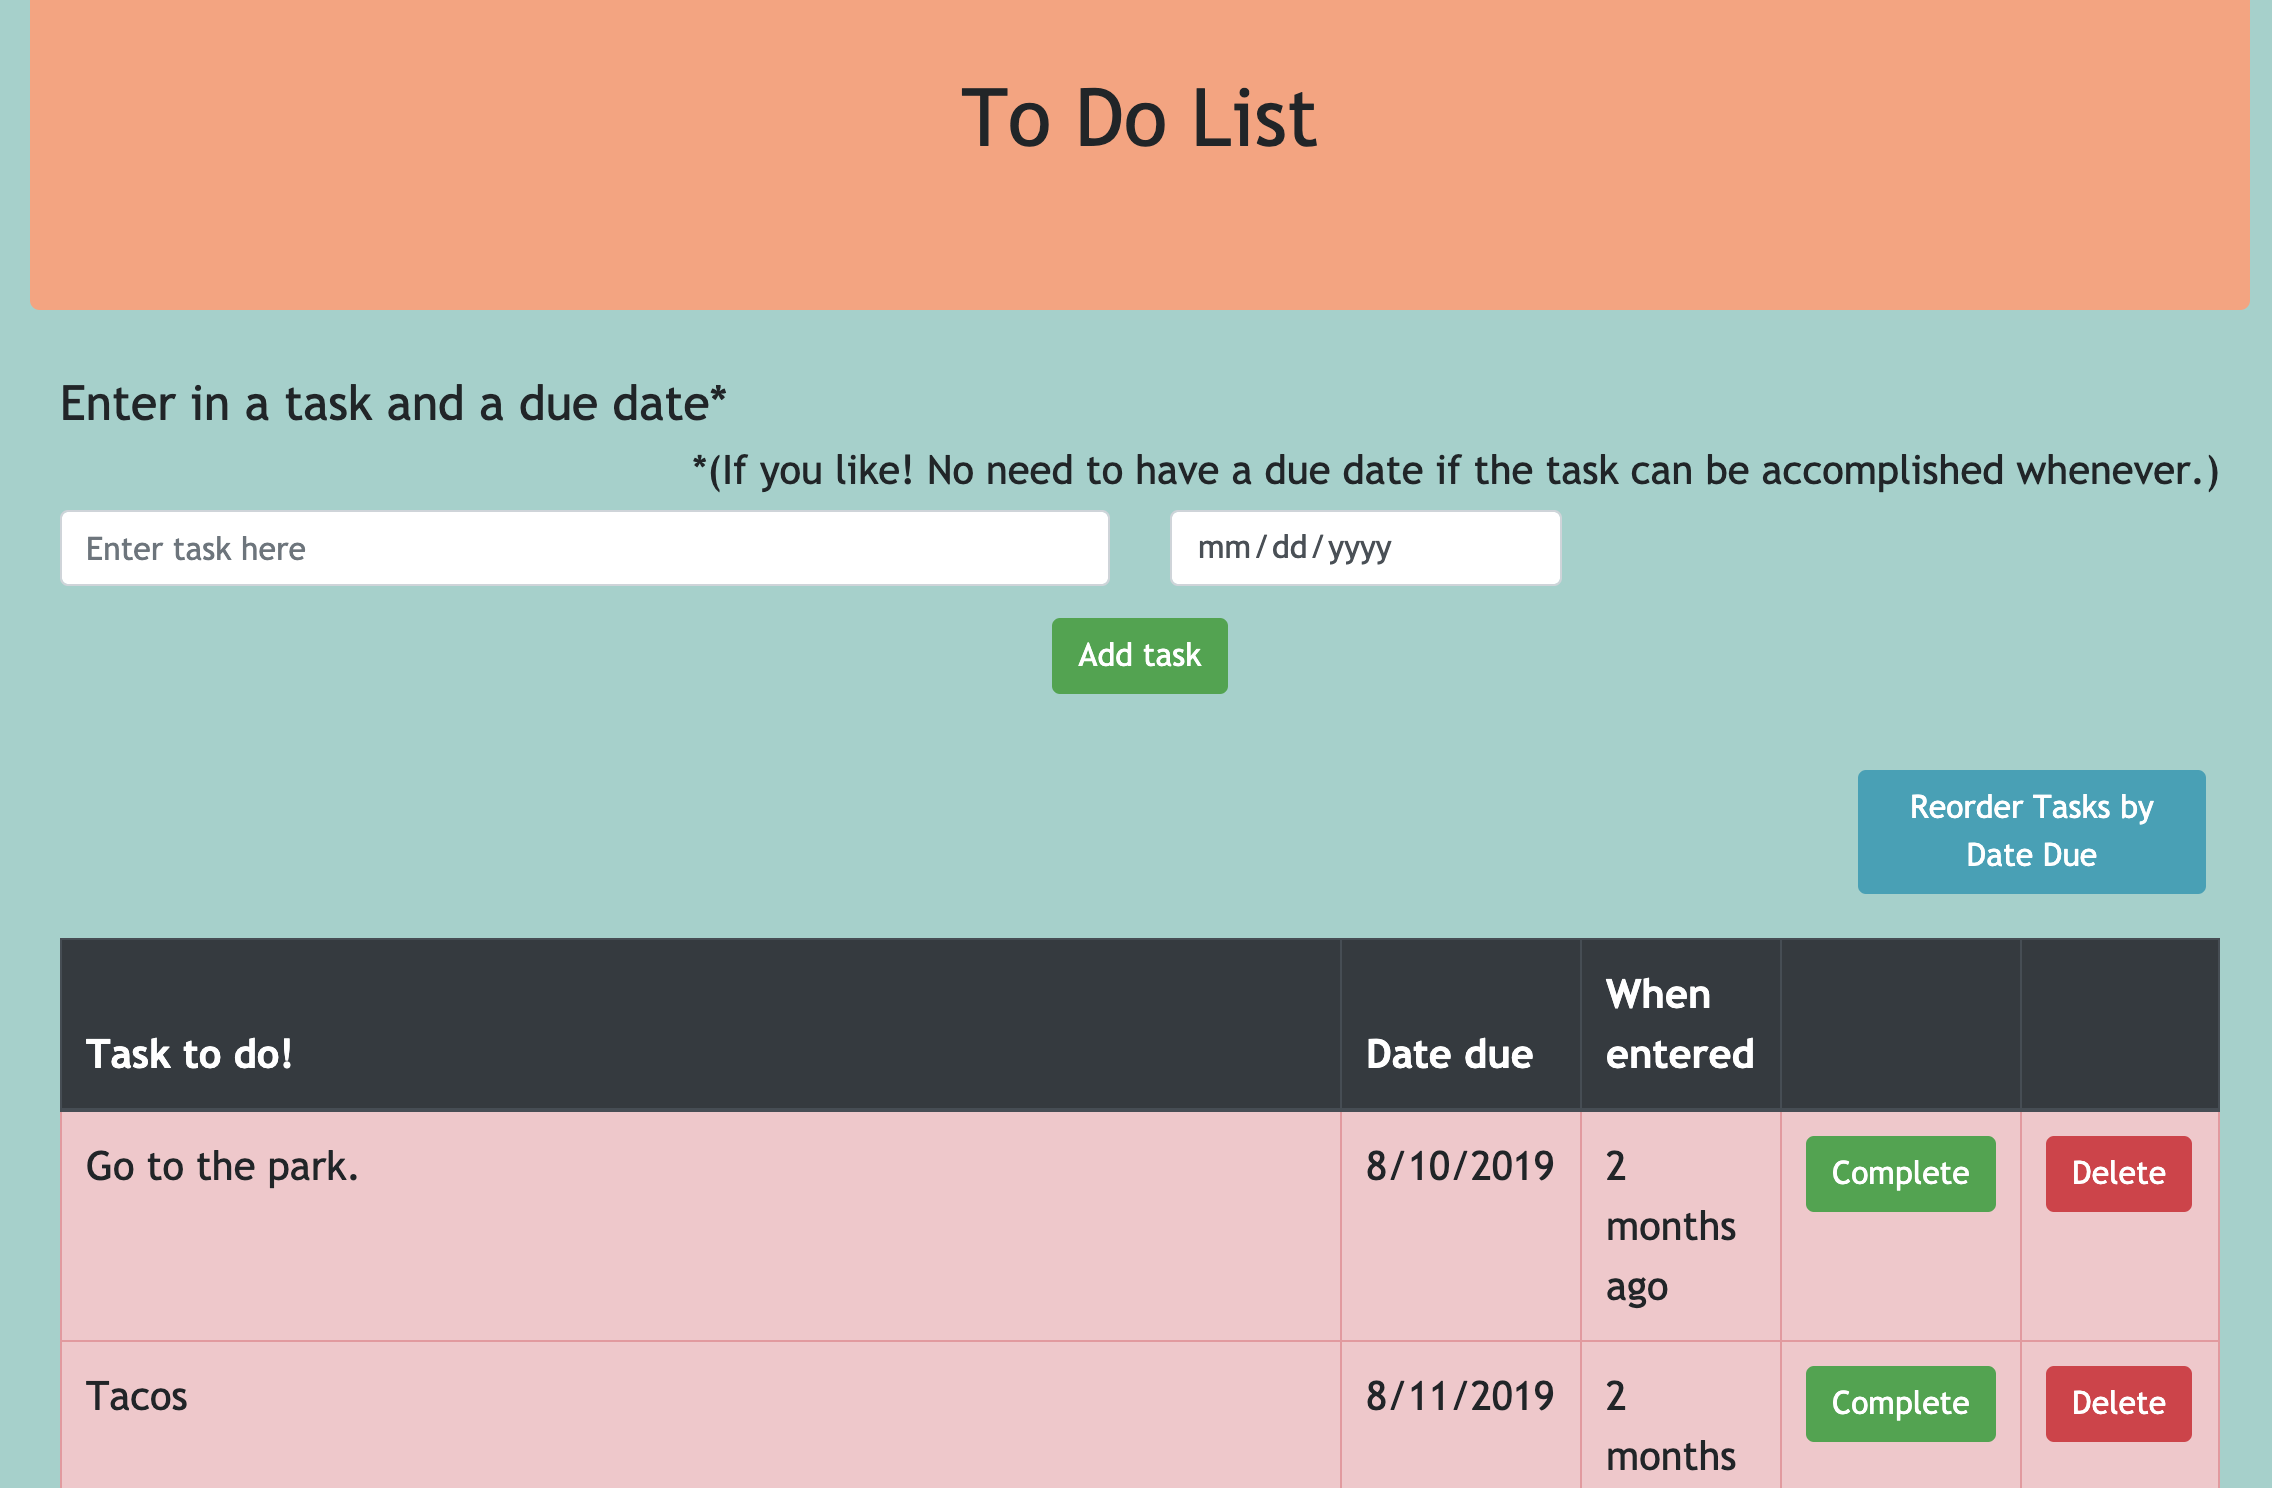 To Do List
Enter in a task and a due date*
*(If you like! No need to have a due date if the task can be accomplished whenever.)
Enter task here
mm/dd/yyyy
Add task
Reorder Tasks by
Date Due
Task to do!
Date due
When
entered
Go to the park.
8/10/2019
2
months
ago
Complete
Delete
Tacos
8/11/2019
2
months
Complete
Delete